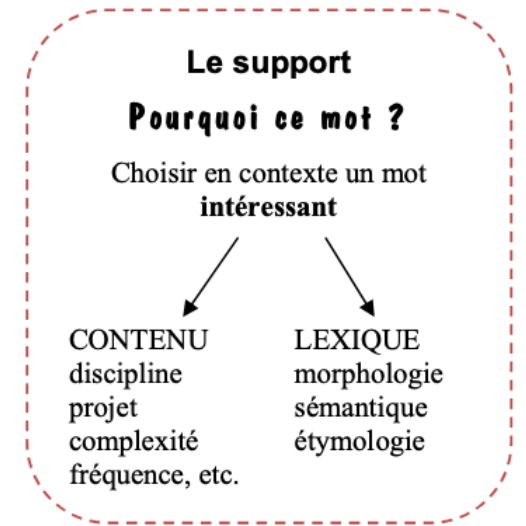 Le support
Pourquoi ce mot ?
Choisir en contexte un mot
intéressant
CONTENU
discipline
projet
complexité
fréquence, etc.
LEXIQUE
morphologie
sémantique
étymologie